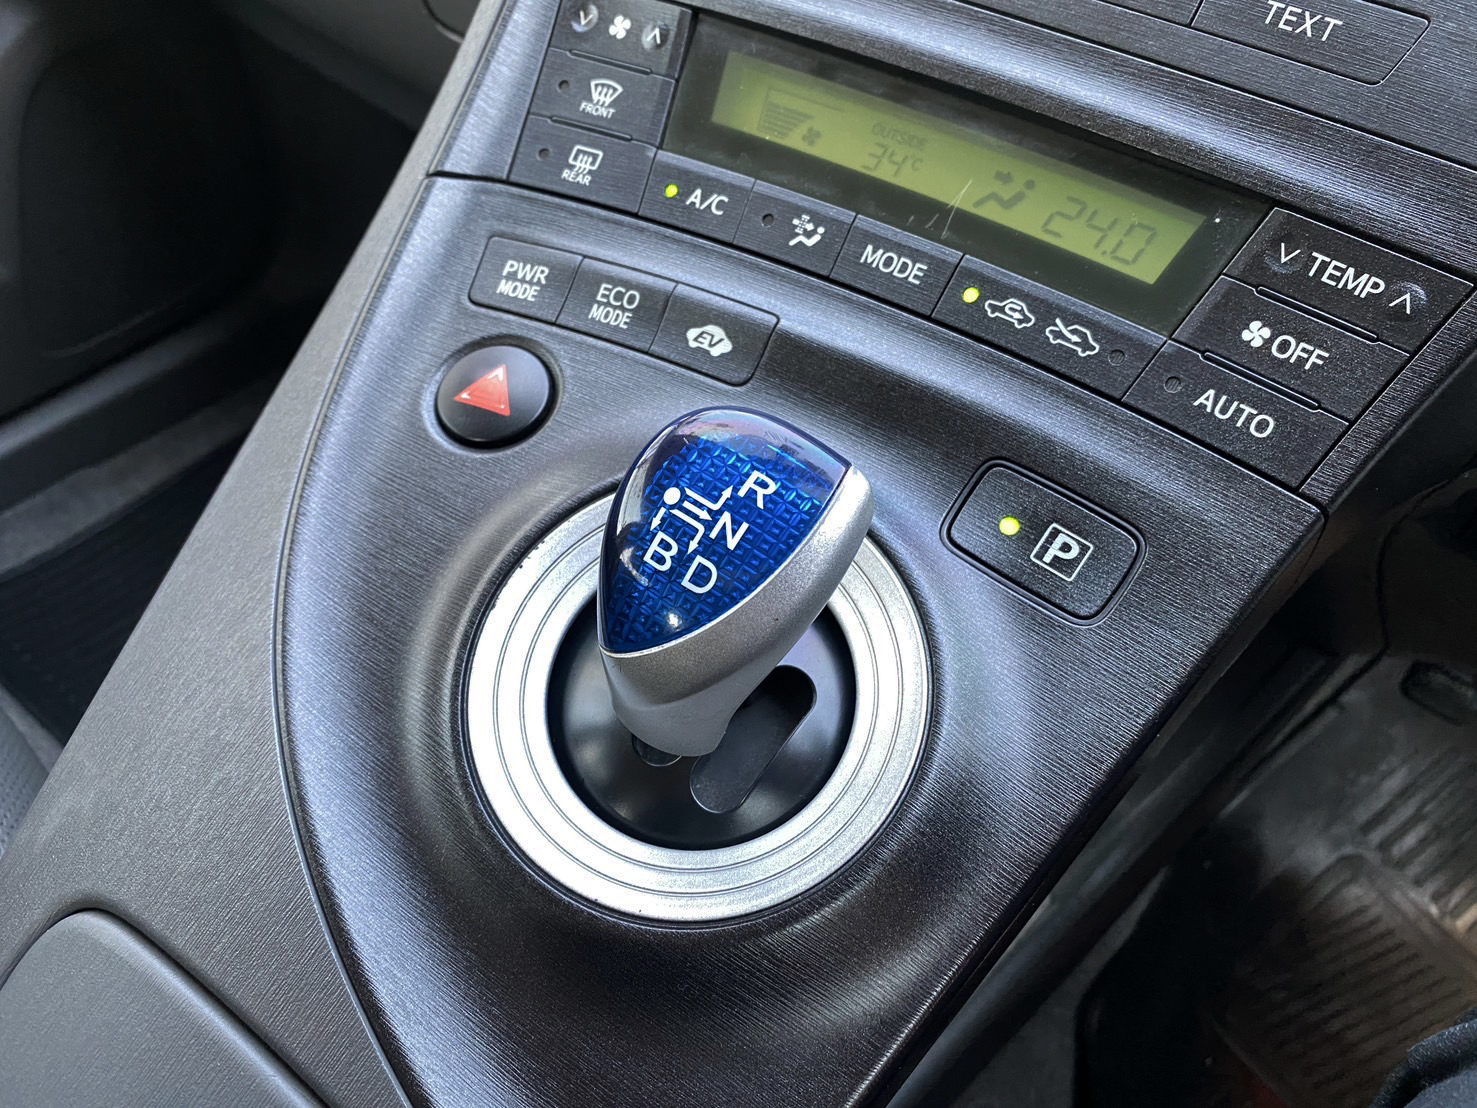 TEXT
FRONT
REAR
OUTSIDE
34°C
24.0
A/C
MODE
TEMP
OFF
AUTO
PWR
MODE
ECO
MODE
EV
R
N
B
D
P